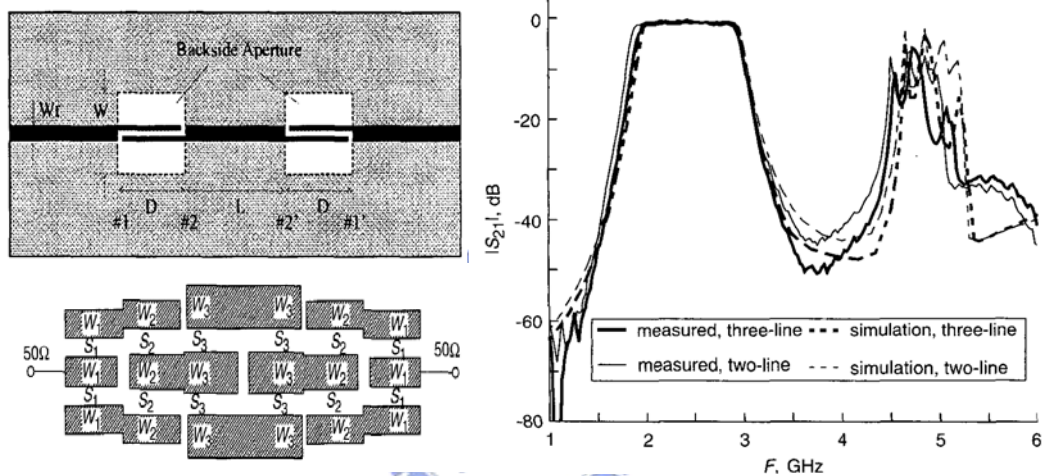 Backside Aperture
Wr W
D L D
#1 #2 #2' #1'
W₁ W₂ W₃ W₃ W₂ W₁
S₁ S₂ S₃ S₃ S₂ S₁
50Ω W₁ W₂ W₃ W₃ W₂ W₁ 50Ω
S₁ S₂ S₃ S₃ S₂ S₁
W₁ W₂ W₃ W₃ W₂ W₁
|S₂₁|, dB
0
-20
-40
-60
-80
measured, three-line simulation, three-line
measured, two-line simulation, two-line
1 2 3 4 5 6
F, GHz